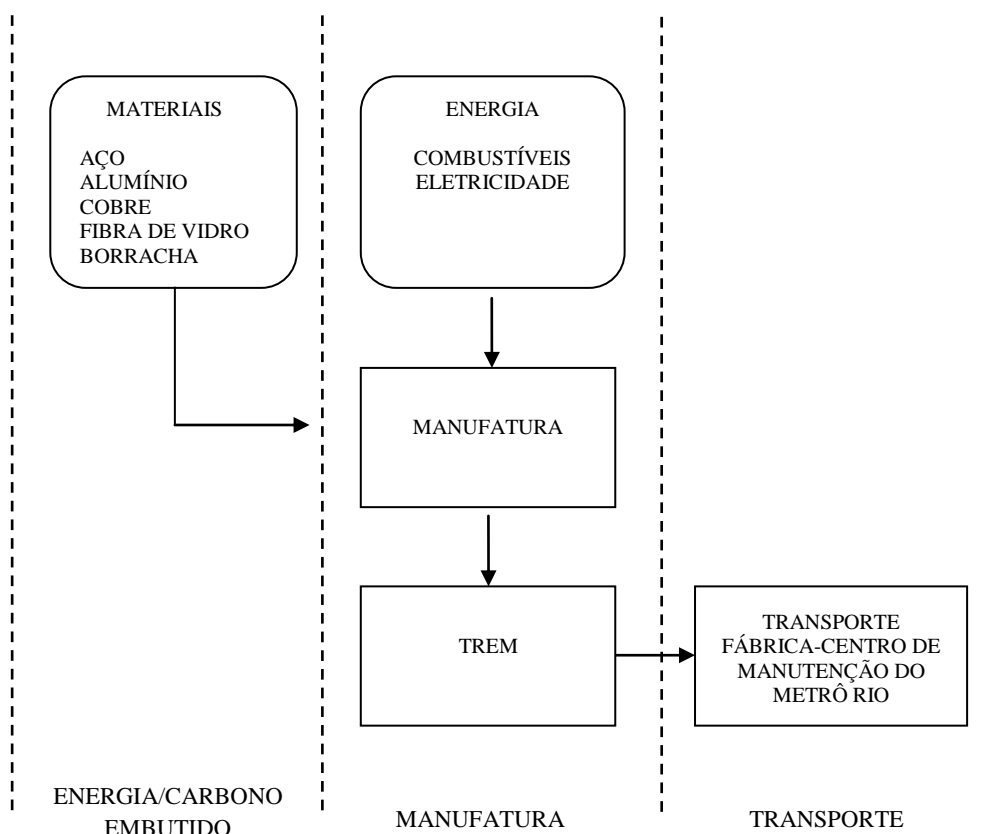 MATERIAIS
AÇO
ALUMÍNIO
COBRE
FIBRA DE VIDRO
BORRACHA
ENERGIA
COMBUSTÍVEIS
ELETRICIDADE
MANUFATURA
TREM
TRANSPORTE
FÁBRICA-CENTRO DE
MANUTENÇÃO DO
METRÔ RIO
ENERGIA/CARBONO
EMBUTIDO
MANUFATURA
TRANSPORTE